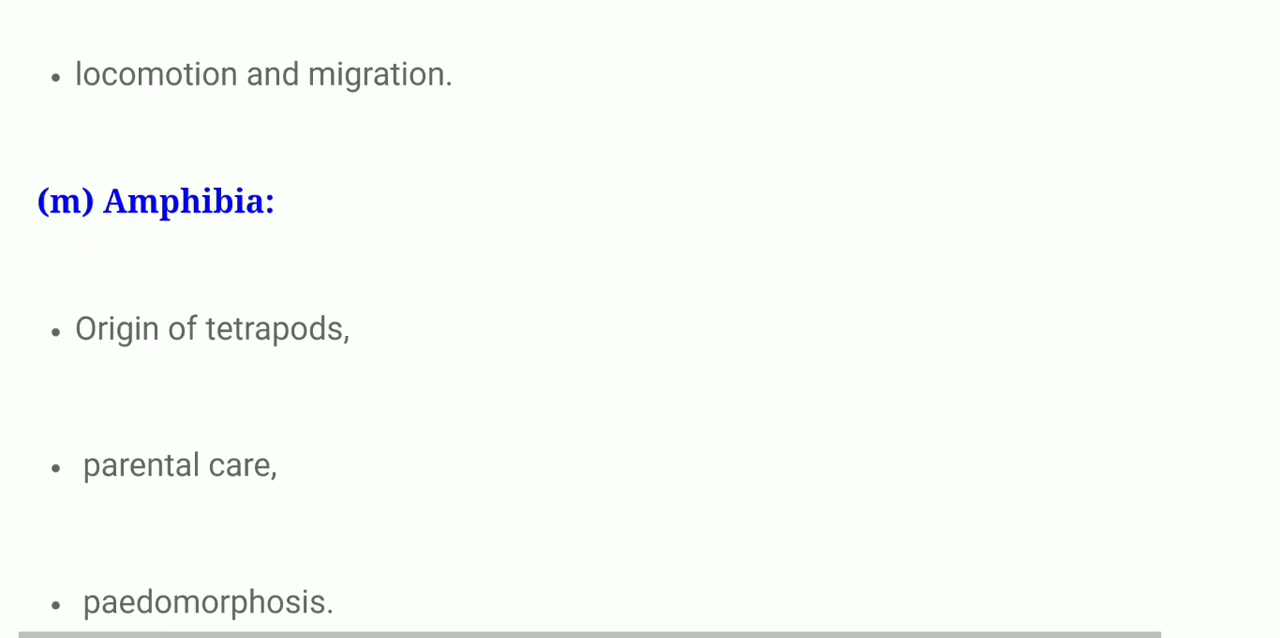 • locomotion and migration.
(m) Amphibia:
• Origin of tetrapods,
• parental care,
• paedomorphosis.